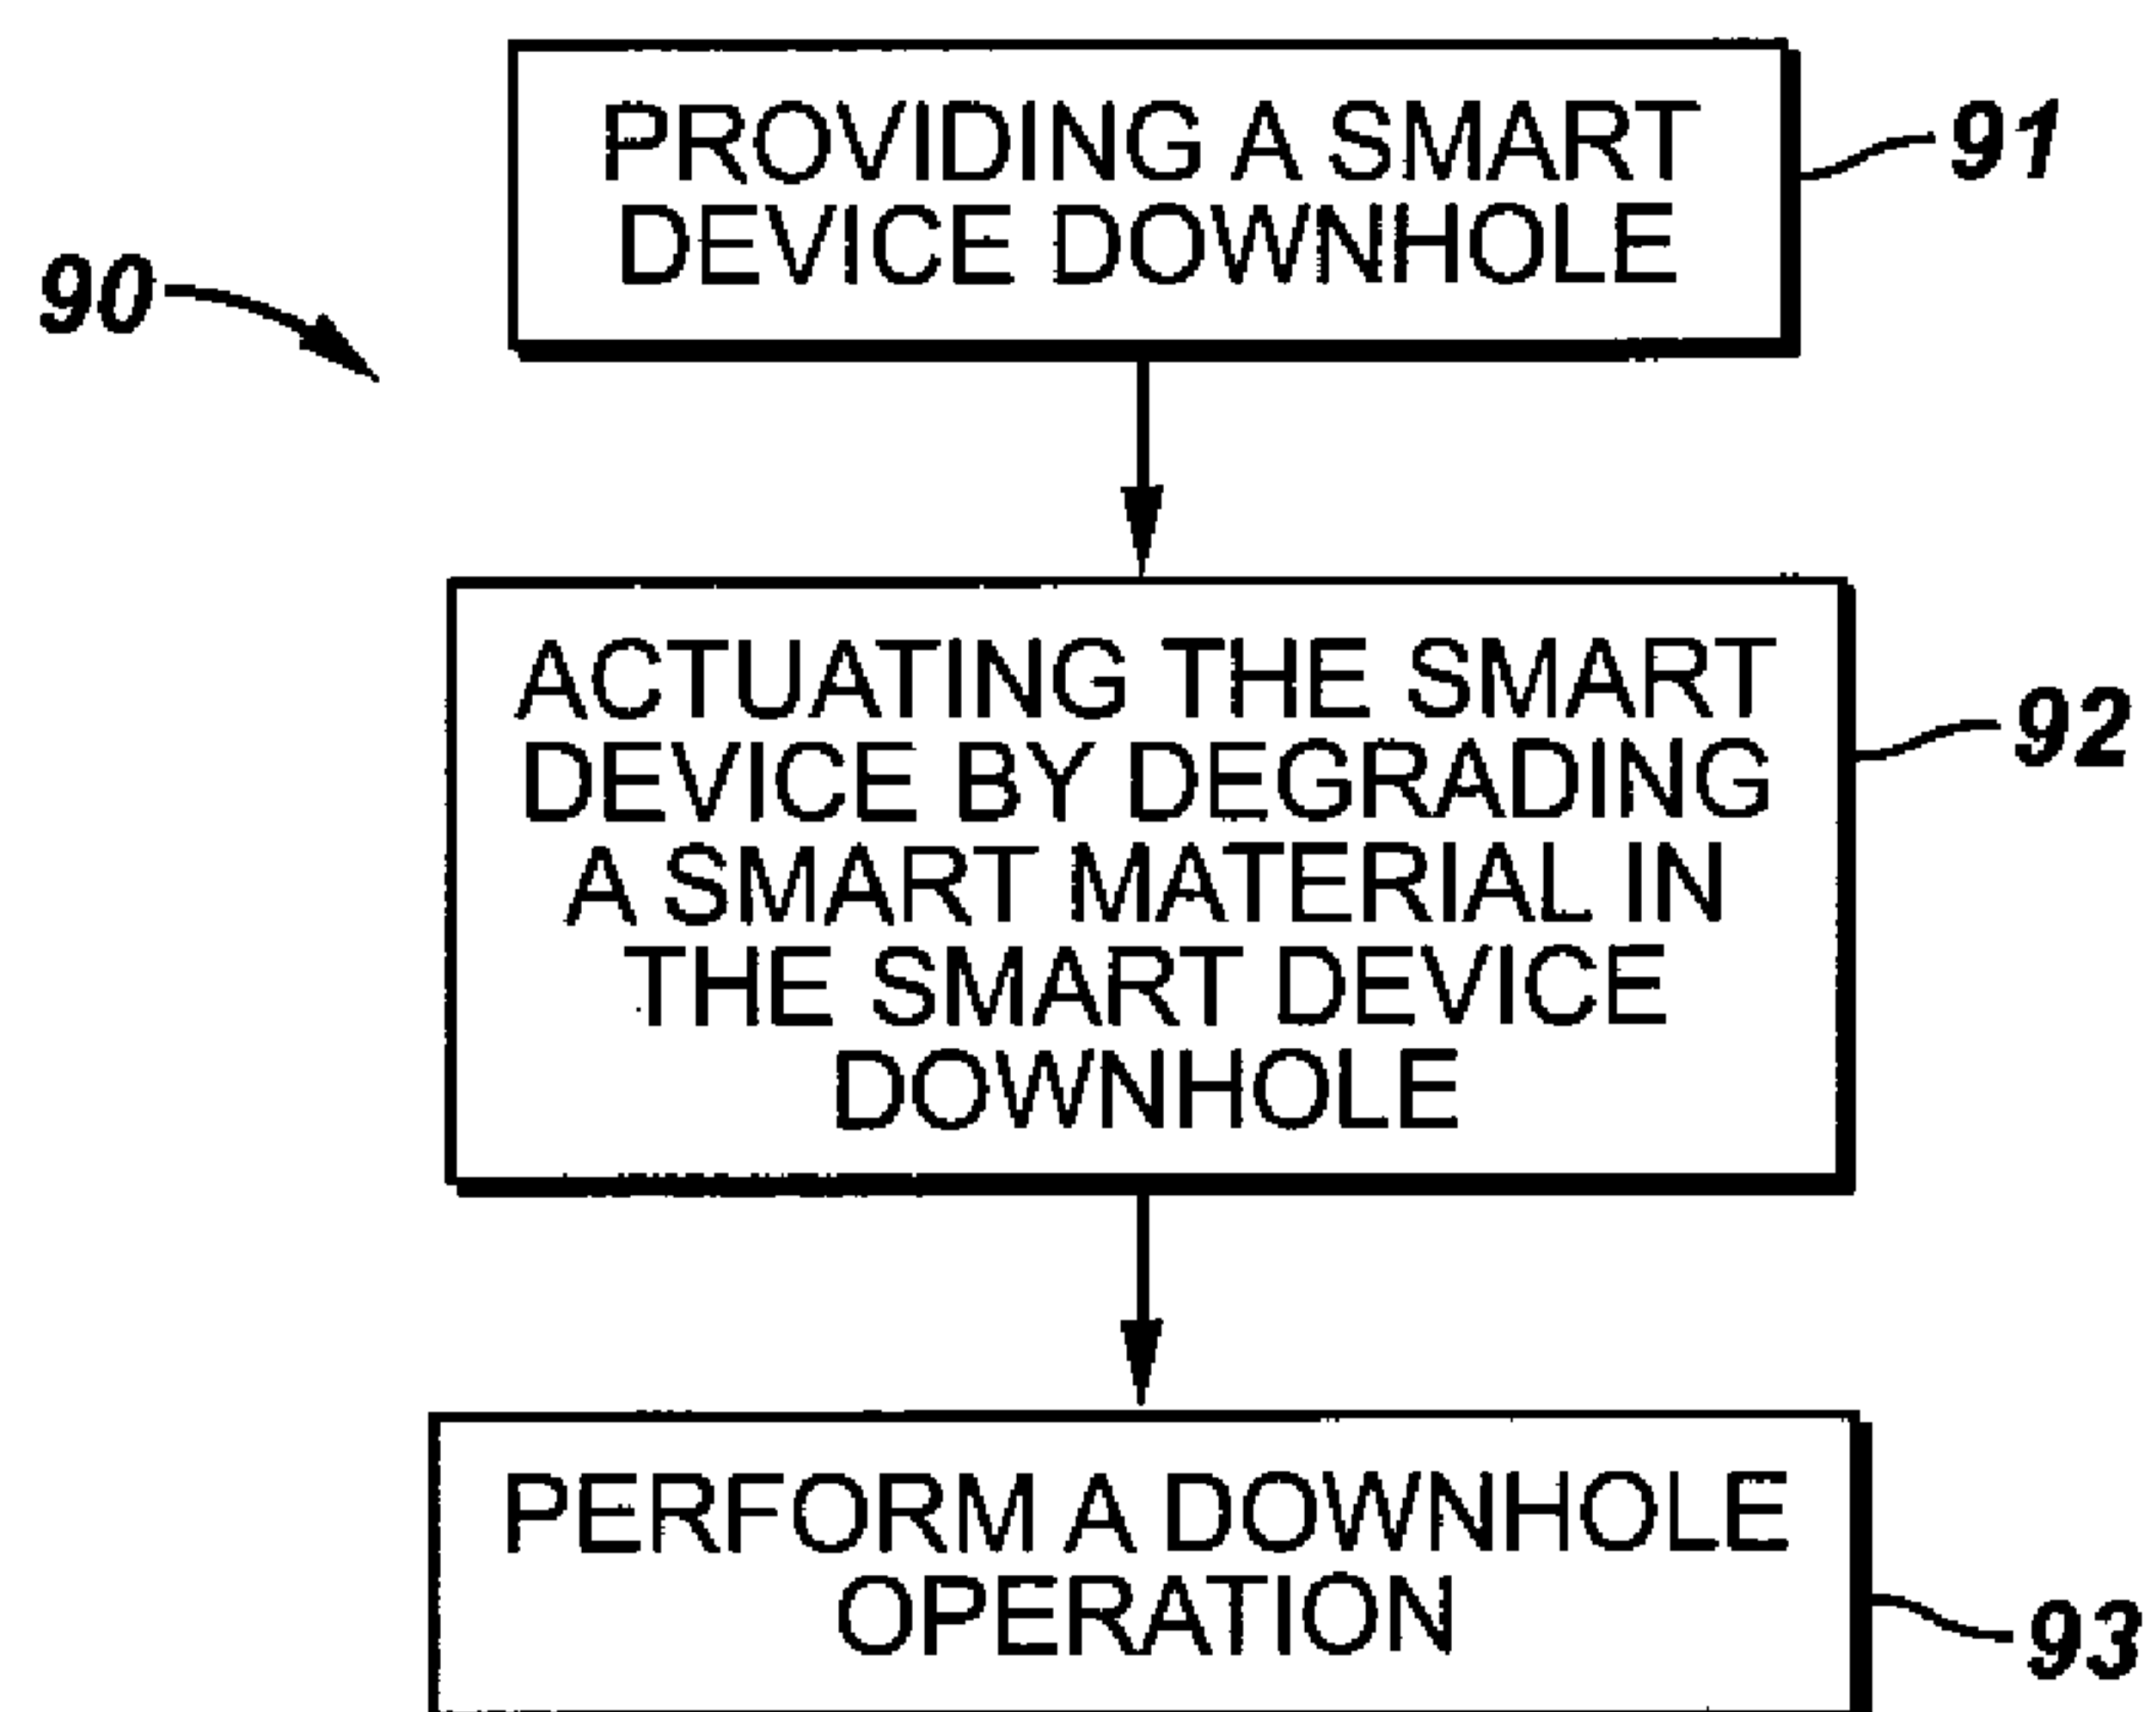 PROVIDING A SMART
DEVICE DOWNHOLE
91
90
ACTUATING THE SMART
DEVICE BY DEGRADING
A SMART MATERIAL IN
THE SMART DEVICE
DOWNHOLE
92
PERFORM A DOWNHOLE
OPERATION
93